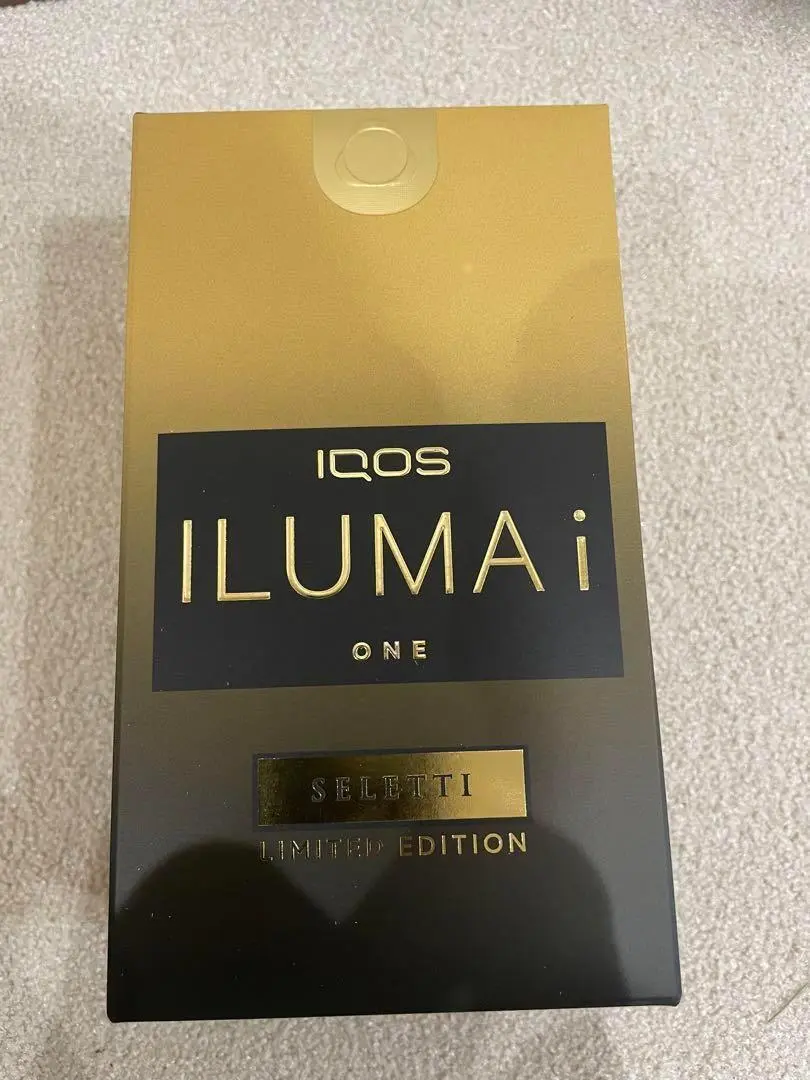 IQOS
ILUMA i
ONE
SELETTI
LIMITED EDITION